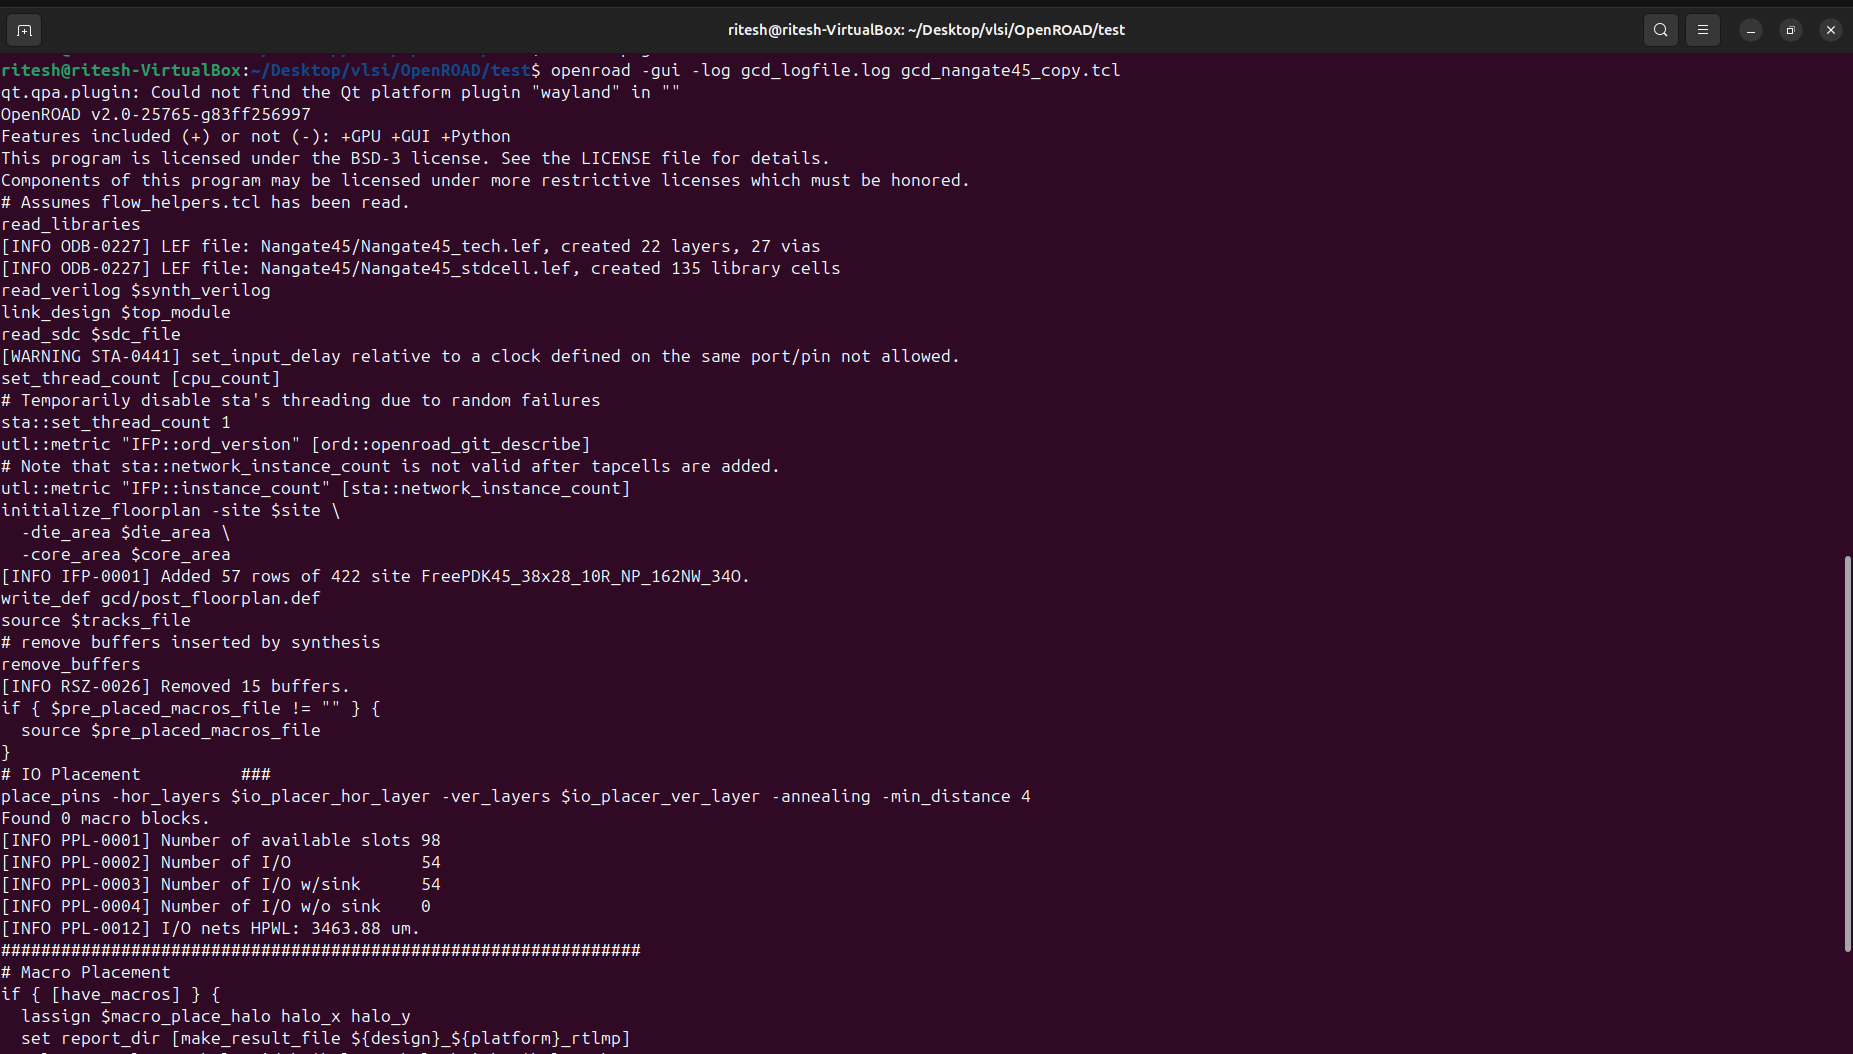 ritesh@ritesh-VirtualBox: ~/Desktop/vlsi/OpenROAD/test
ritesh@ritesh-VirtualBox:~/Desktop/vlsi/OpenROAD/test$ openroad -gui -log gcd_logfile.log gcd_nangate45_copy.tcl
qt.qpa.plugin: Could not find the Qt platform plugin "wayland" in ""
OpenROAD v2.0-25765-g83ff256997
Features included (+) or not (-): +GPU +GUI +Python
This program is licensed under the BSD-3 license. See the LICENSE file for details.
Components of this program may be licensed under more restrictive licenses which must be honored.
# Assumes flow_helpers.tcl has been read.
read_libraries
[INFO ODB-0227] LEF file: Nangate45/Nangate45_tech.lef, created 22 layers, 27 vias
[INFO ODB-0227] LEF file: Nangate45/Nangate45_stdcell.lef, created 135 library cells
read_verilog $synth_verilog
link_design $top_module
read_sdc $sdc_file
[WARNING STA-0441] set_input_delay relative to a clock defined on the same port/pin not allowed.
set_thread_count [cpu_count]
# Temporarily disable sta's threading due to random failures
sta::set_thread_count 1
utl::metric "IFP::ord_version" [ord::openroad_git_describe]
# Note that sta::network_instance_count is not valid after tapcells are added.
utl::metric "IFP::instance_count" [sta::network_instance_count]
initialize_floorplan -site $site \
  -die_area $die_area \
  -core_area $core_area
[INFO IFP-0001] Added 57 rows of 422 site FreePDK45_38x28_10R_NP_162NW_34O.
write_def gcd/post_floorplan.def
source $tracks_file
# remove buffers inserted by synthesis
remove_buffers
[INFO RSZ-0026] Removed 15 buffers.
if { $pre_placed_macros_file != "" } {
  source $pre_placed_macros_file
}
# IO Placement          ###
place_pins -hor_layers $io_placer_hor_layer -ver_layers $io_placer_ver_layer -annealing -min_distance 4
Found 0 macro blocks.
[INFO PPL-0001] Number of available slots 98
[INFO PPL-0002] Number of I/O             54
[INFO PPL-0003] Number of I/O w/sink      54
[INFO PPL-0004] Number of I/O w/o sink    0
[INFO PPL-0012] I/O nets HPWL: 3463.88 um.
################################################################
# Macro Placement
if { [have_macros] } {
  lassign $macro_place_halo halo_x halo_y
  set report_dir [make_result_file ${design}_${platform}_rtlmp]